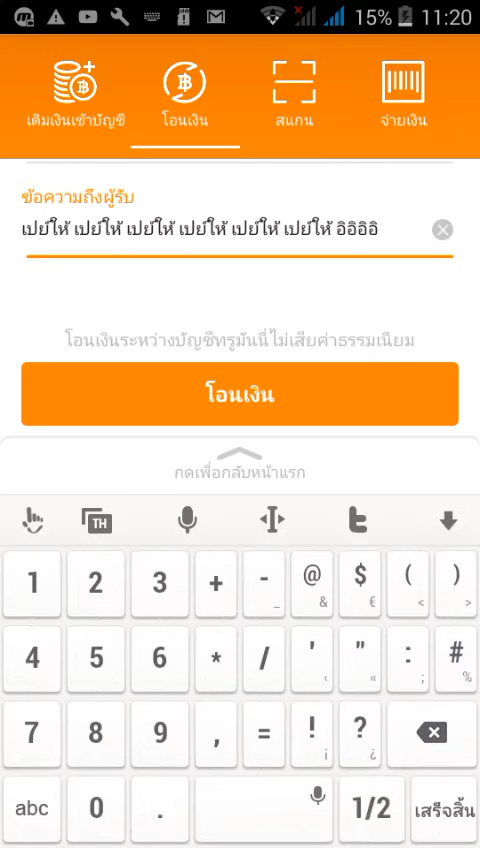 15% 11:20
เติมเงินเข้าบัญชี โอนเงิน สแกน จ่ายเงิน
ข้อความถึงผู้รับ
เปย์ให้ เปย์ให้ เปย์ให้ เปย์ให้ เปย์ให้ เปย์ให้ อิอิอิอิ
โอนเงินระหว่างบัญชีทรูมันนี่ไม่เสียค่าธรรมเนียม
โอนเงิน
กดเพื่อกลับหน้าแรก
TH
1 2 3 + - _ @ & $ € ( < ) >
4 5 6 * / ' ‹ " « : ; # %
7 8 9 , = ! ¡ ? ¿
abc 0 . 1/2 เสร็จสิ้น